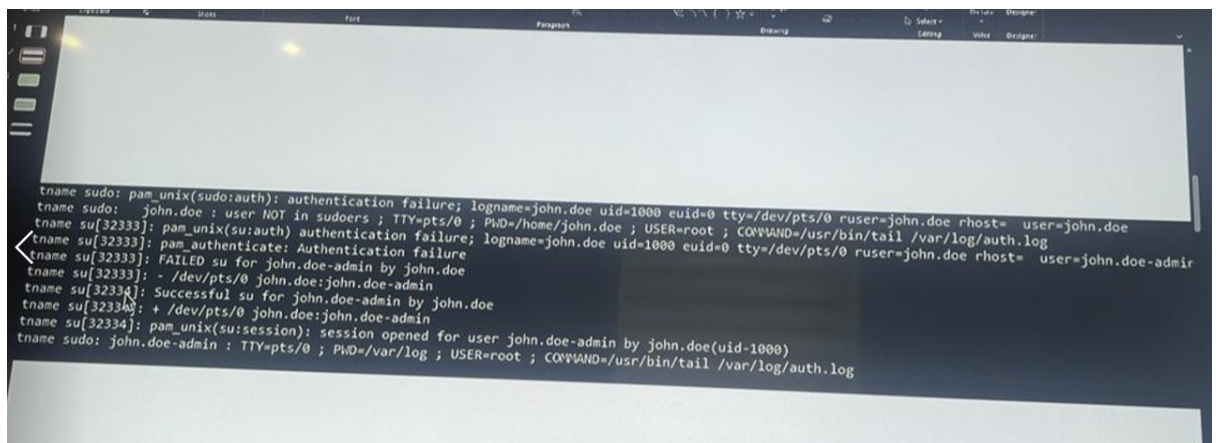 Font
Paragraph
Drawing
Select
Editing
Voice
Designer
Designer
tname sudo: pam_unix(sudo:auth): authentication failure; logname=john.doe uid=1000 euid=0 tty=/dev/pts/0 ruser=john.doe rhost= user=john.doe
tname sudo: john.doe : user NOT in sudoers ; TTY=pts/0 ; PWD=/home/john.doe ; USER=root ; COMMAND=/usr/bin/tail /var/log/auth.log
tname su[32333]: pam_unix(su:auth) authentication failure; logname=john.doe uid=1000 euid=0 tty=/dev/pts/0 ruser=john.doe rhost= user=john.doe-admir
tname su[32333]: pam_authenticate: Authentication failure
tname su[32333]: FAILED su for john.doe-admin by john.doe
tname su[32333]: - /dev/pts/0 john.doe:john.doe-admin
tname su[32334]: Successful su for john.doe-admin by john.doe
tname su[32334]: + /dev/pts/0 john.doe:john.doe-admin
tname su[32334]: pam_unix(su:session): session opened for user john.doe-admin by john.doe(uid-1000)
tname sudo: john.doe-admin : TTY=pts/0 ; PWD=/var/log ; USER=root ; COMMAND=/usr/bin/tail /var/log/auth.log